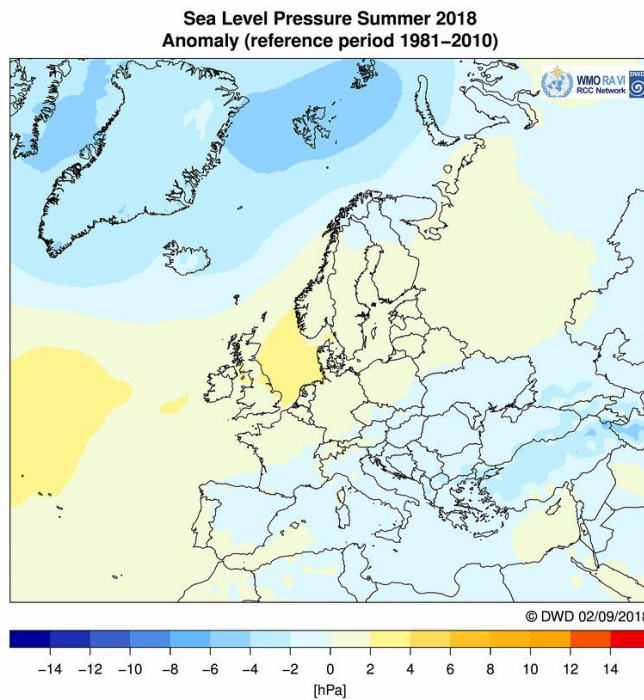 Sea Level Pressure Summer 2018
Anomaly (reference period 1981−2010)
WMO RA VI
RCC Network
DWD
© DWD 02/09/2018
−14 −12 −10 −8 −6 −4 −2 0 2 4 6 8 10 12 14
[hPa]